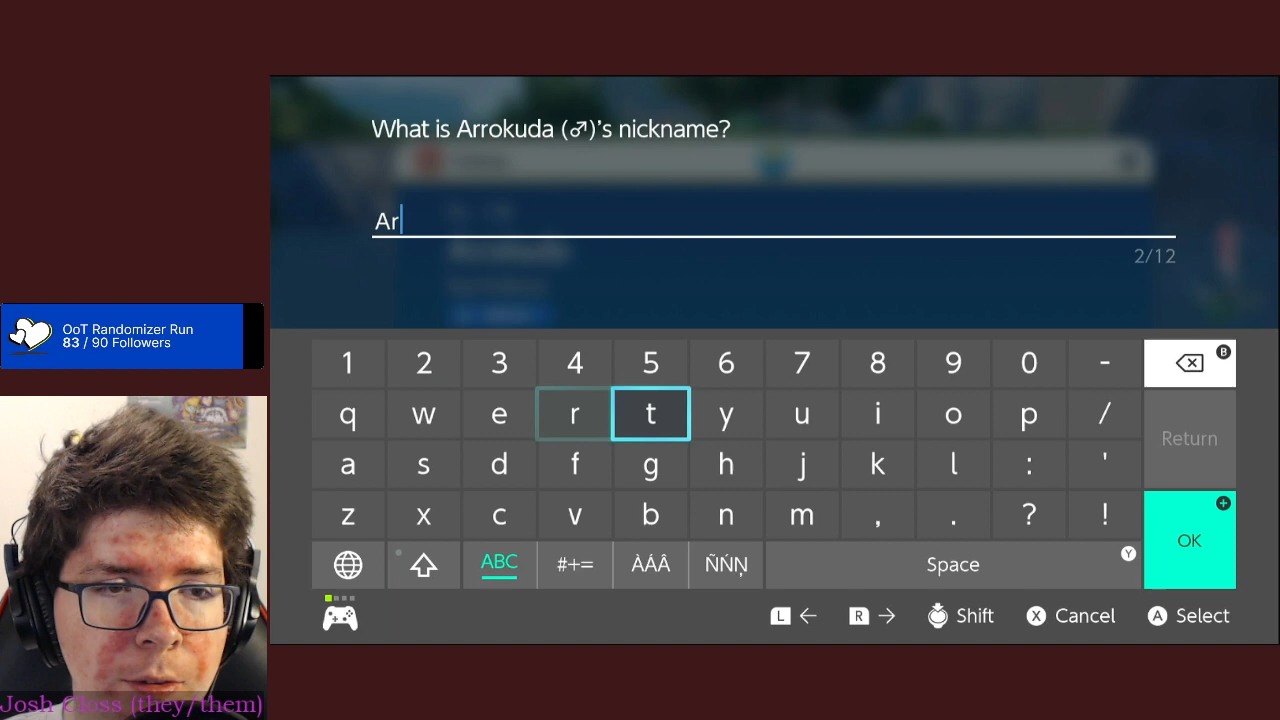 What is Arrokuda (♂)'s nickname?
Ar
2/12
OoT Randomizer Run
83 / 90 Followers
1 2 3 4 5 6 7 8 9 0 - B
q w e r t y u i o p /
Return
a s d f g h j k l : '
z x c v b n m , . ? ! +
OK
ABC #+= ÀÁÂ ÑŃŅ Space Y
L ← R → Shift X Cancel A Select
Josh Closs (they/them)